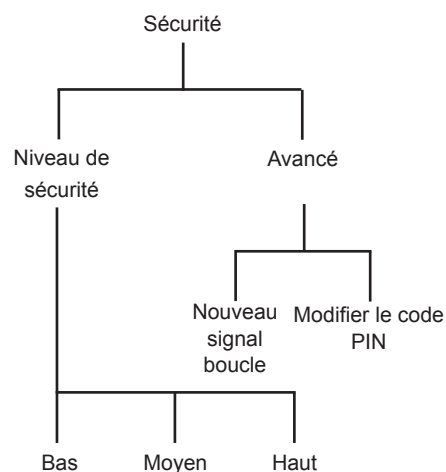 Sécurité
Niveau de
sécurité
Avancé
Nouveau
signal
boucle
Modifier le code
PIN
Bas
Moyen
Haut